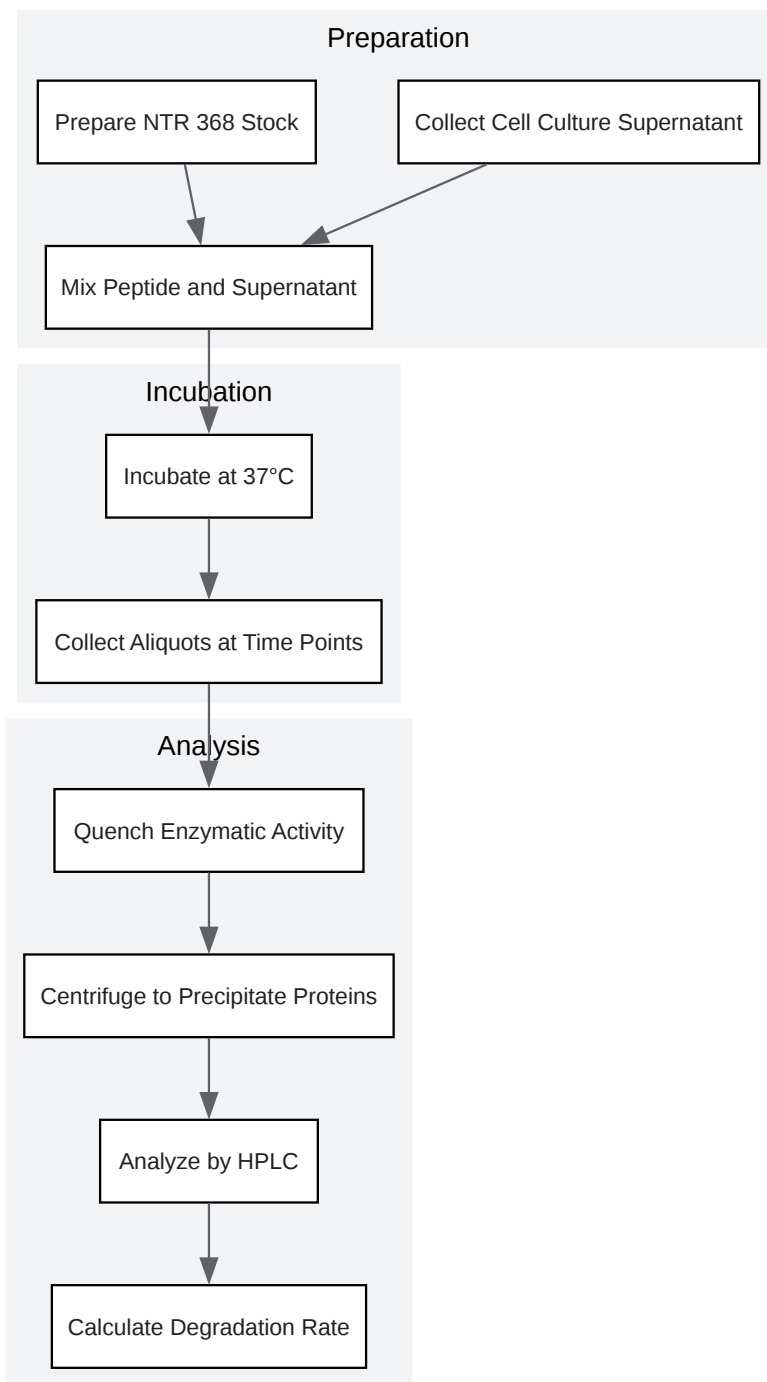 Preparation
Prepare NTR 368 Stock
Collect Cell Culture Supernatant
Mix Peptide and Supernatant
Incubation
Incubate at 37°C
Collect Aliquots at Time Points
Analysis
Quench Enzymatic Activity
Centrifuge to Precipitate Proteins
Analyze by HPLC
Calculate Degradation Rate